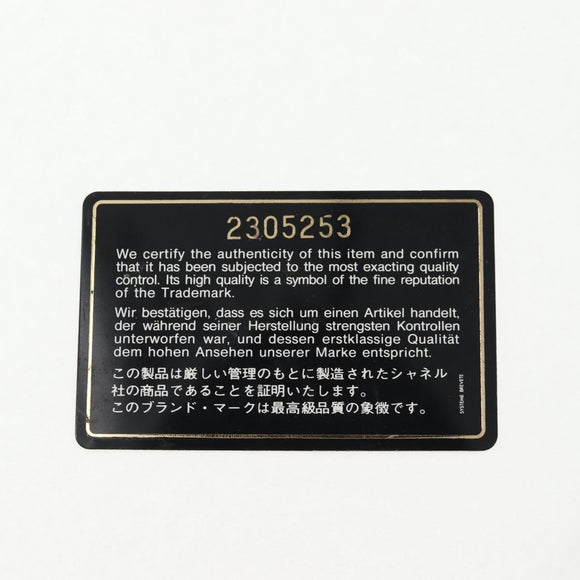 2305253
We certify the authenticity of this item and confirm
that it has been subjected to the most exacting quality
control. Its high quality is a symbol of the fine reputation
of the Trademark.
Wir bestätigen, dass es sich um einen Artikel handelt,
der während seiner Herstellung strengsten Kontrollen
unterworfen war, und dessen erstklassige Qualität
dem hohen Ansehen unserer Marke entspricht.
この製品は厳しい管理のもとに製造されたシャネル
社の商品であることを証明いたします。
このブランド・マークは最高級品質の象徴です。
SYSTEME BREVETE